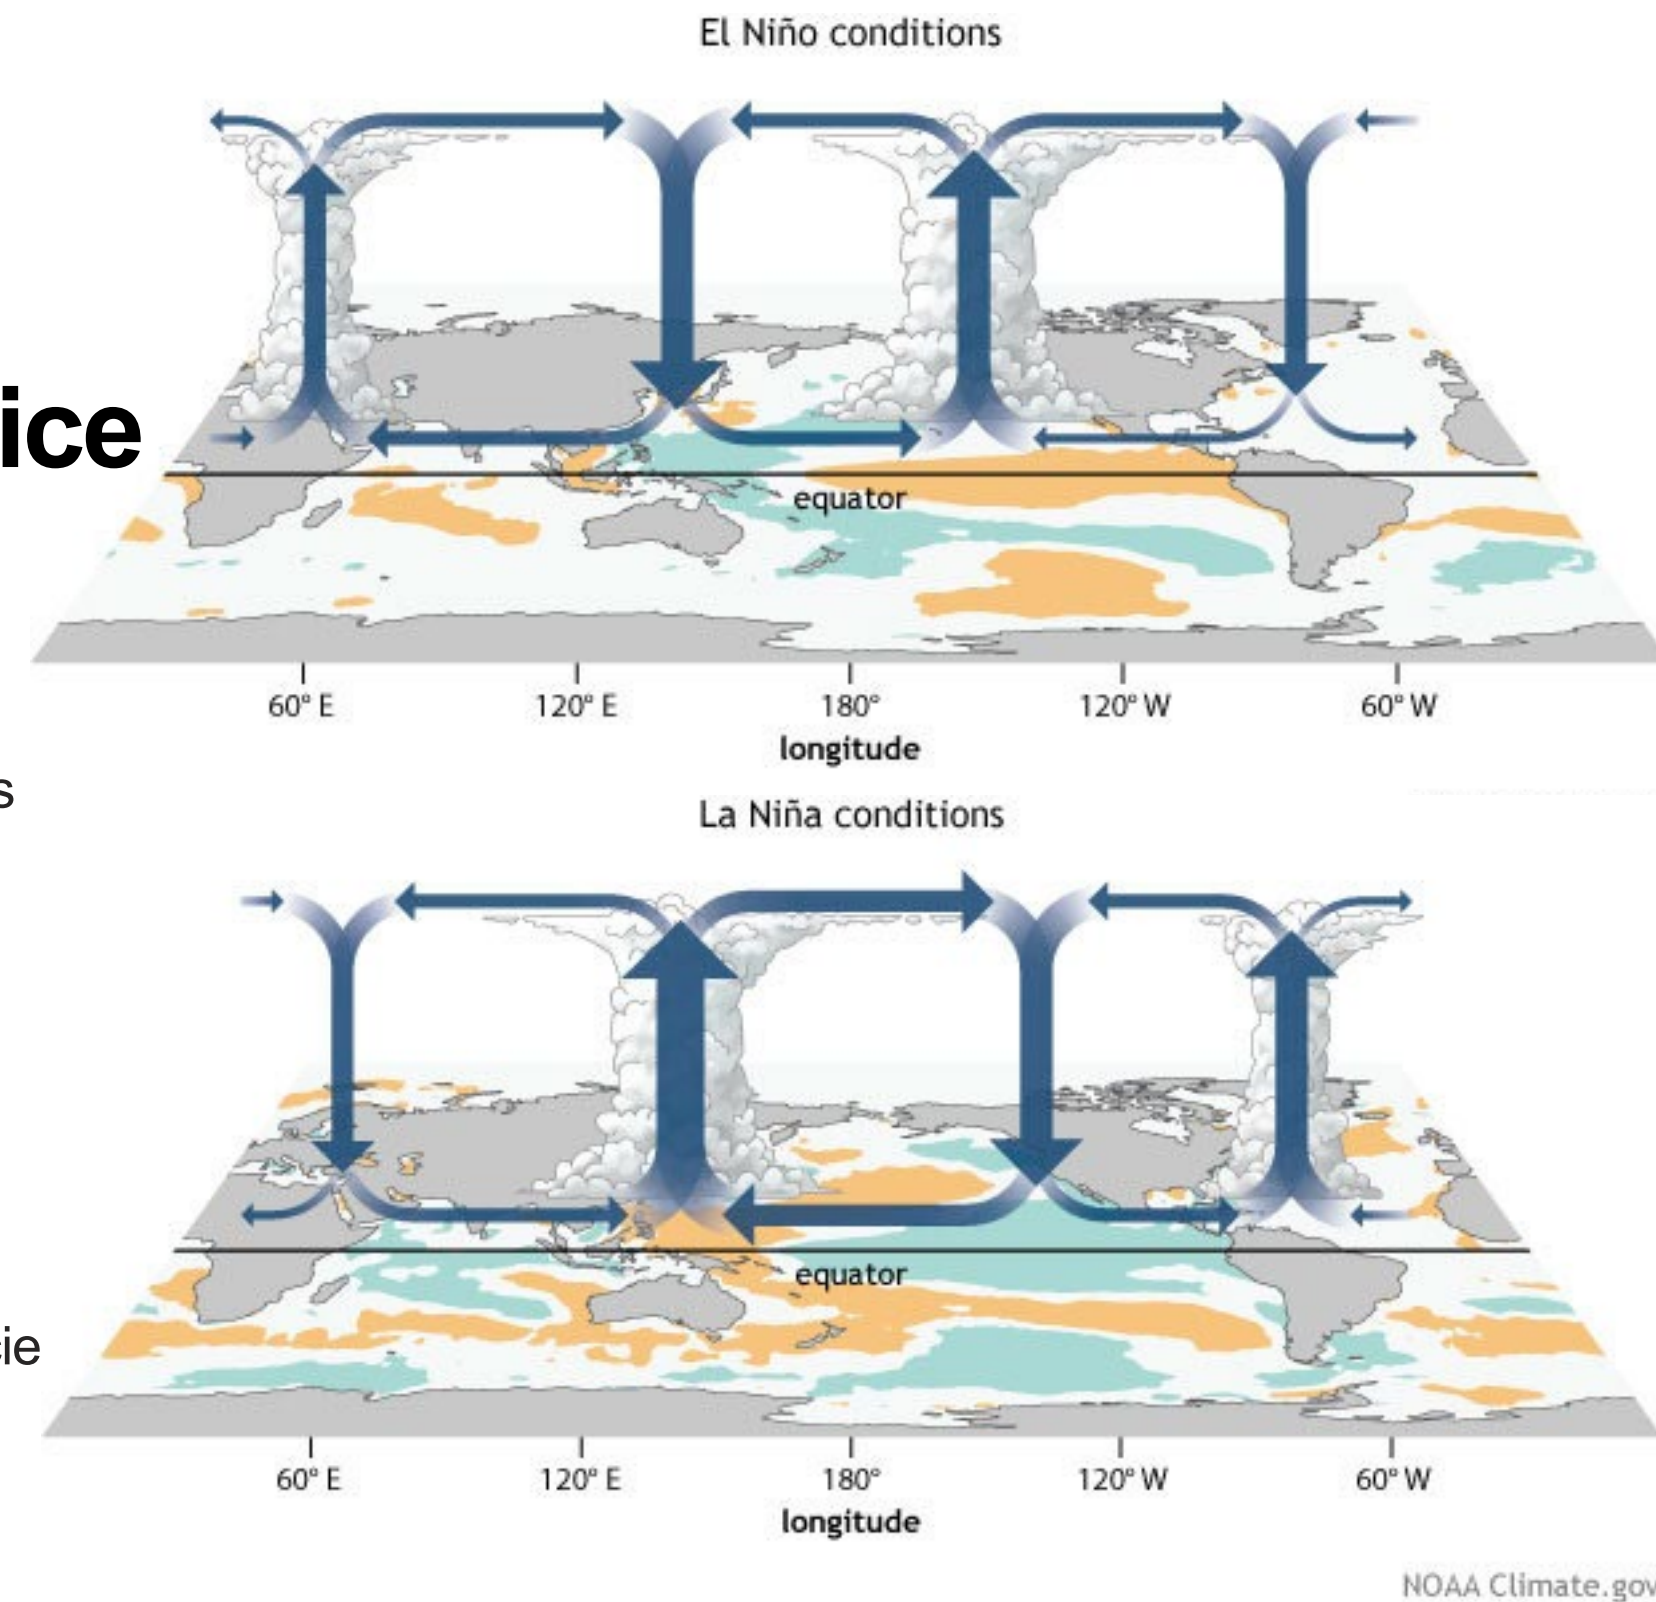 El Niño conditions
ice
equator
60° E 120° E 180° 120° W 60° W
longitude
s
La Niña conditions
equator
cie
60° E 120° E 180° 120° W 60° W
longitude
NOAA Climate.gov